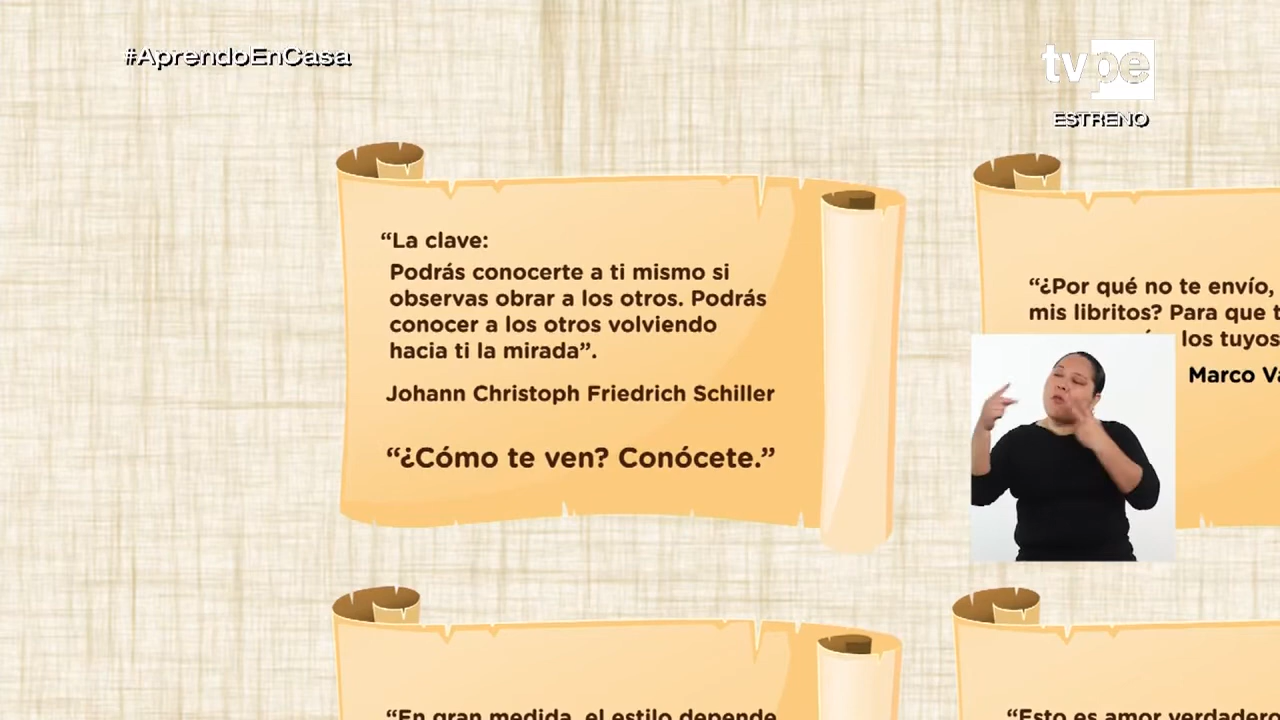 #AprendoEnCasa
tvpe
ESTRENO
“La clave:
Podrás conocerte a ti mismo si
observas obrar a los otros. Podrás
conocer a los otros volviendo
hacia ti la mirada”.
Johann Christoph Friedrich Schiller
“¿Cómo te ven? Conócete.”
“¿Por qué no te envío,
mis libritos? Para que
los tuyos
Marco
“En gran medida, el estilo depende
“Esto es amor verdadero